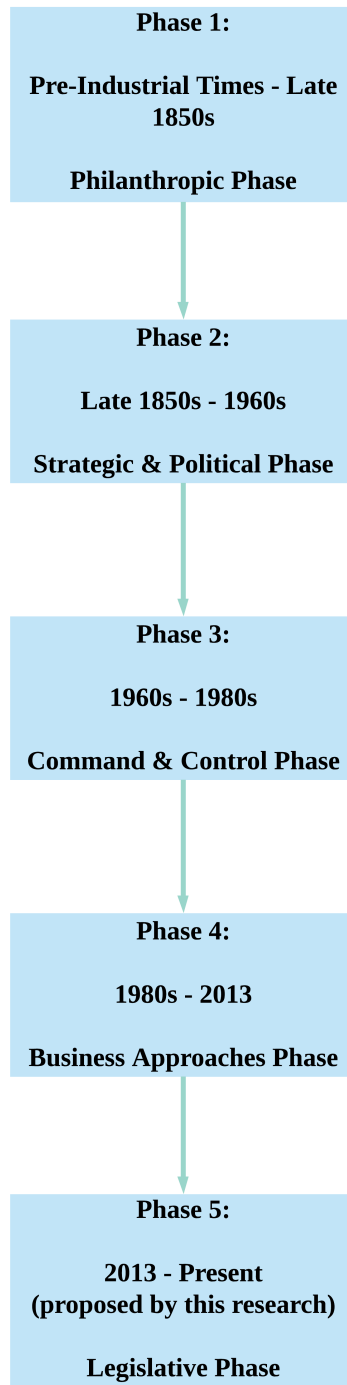 Phase 1:
Pre-Industrial Times - Late
1850s
Philanthropic Phase
Phase 2:
Late 1850s - 1960s
Strategic & Political Phase
Phase 3:
1960s - 1980s
Command & Control Phase
Phase 4:
1980s - 2013
Business Approaches Phase
Phase 5:
2013 - Present
(proposed by this research)
Legislative Phase